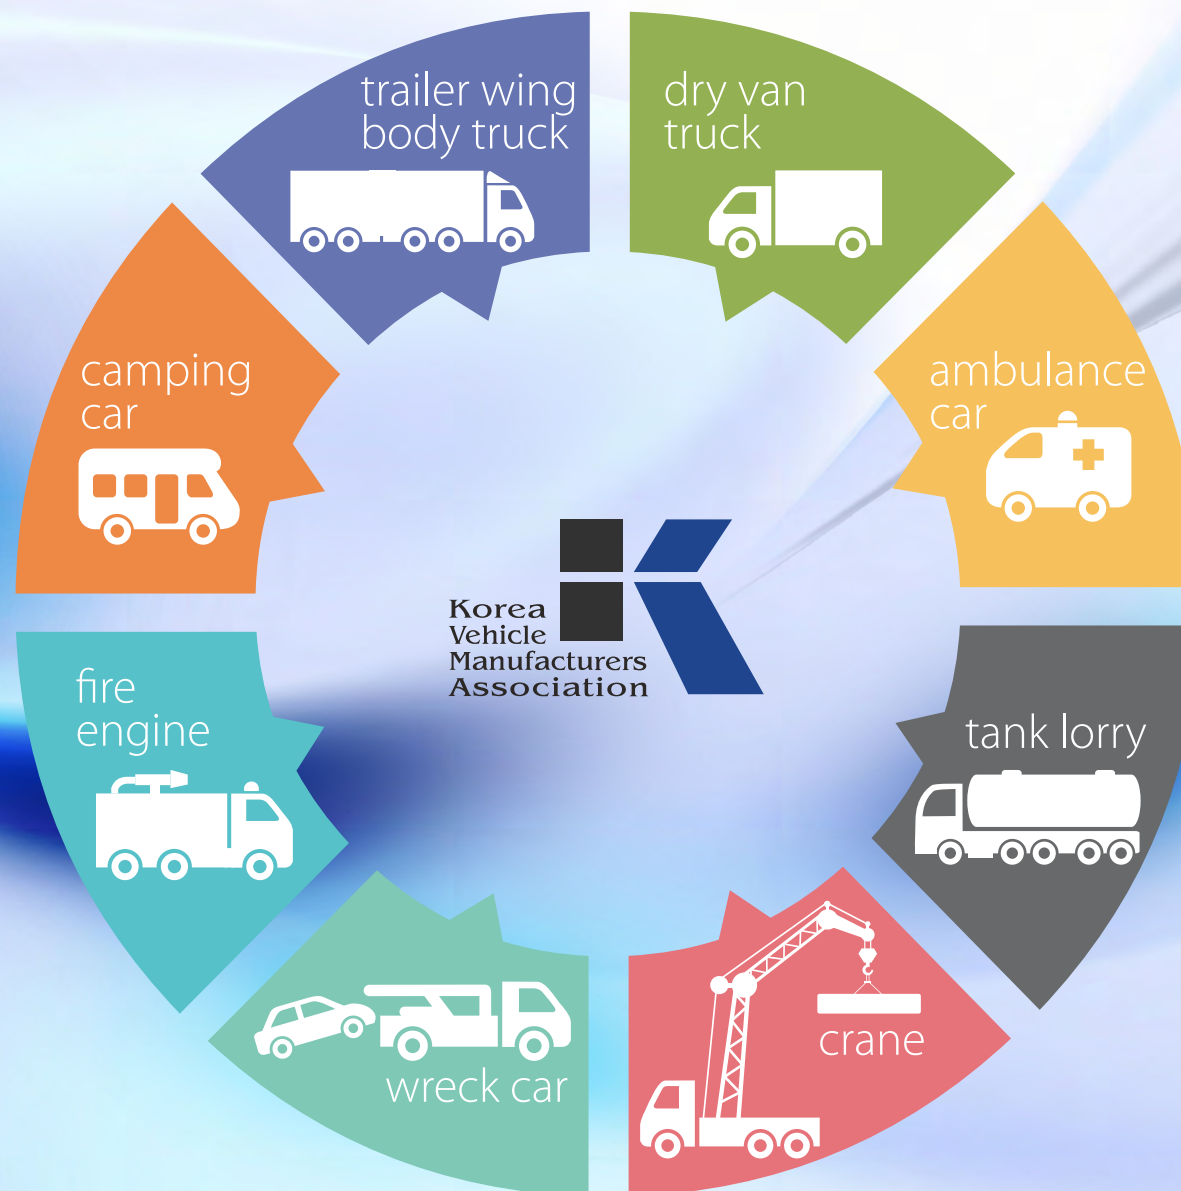 trailer wing
body truck
dry van
truck
camping
car
ambulance
car
Korea
Vehicle
Manufacturers
Association
fire
engine
tank lorry
wreck car
crane